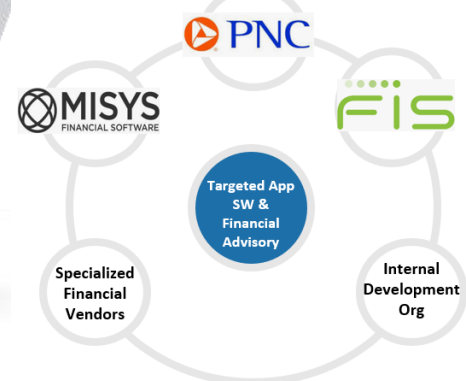 PNC
MISYS
FINANCIAL SOFTWARE
FIS
Targeted App
SW &
Financial
Advisory
Specialized
Financial
Vendors
Internal
Development
Org